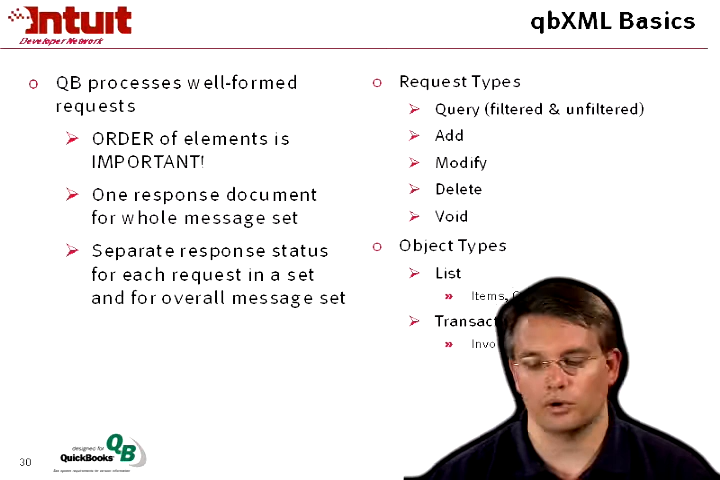 Intuit
Developer Network
qbXML Basics
QB processes well-formed
requests
ORDER of elements is
IMPORTANT!
One response document
for whole message set
Separate response status
for each request in a set
and for overall message set
Request Types
Query (filtered & unfiltered)
Add
Modify
Delete
Void
Object Types
List
Items,
30
designed for
QuickBooks
QB